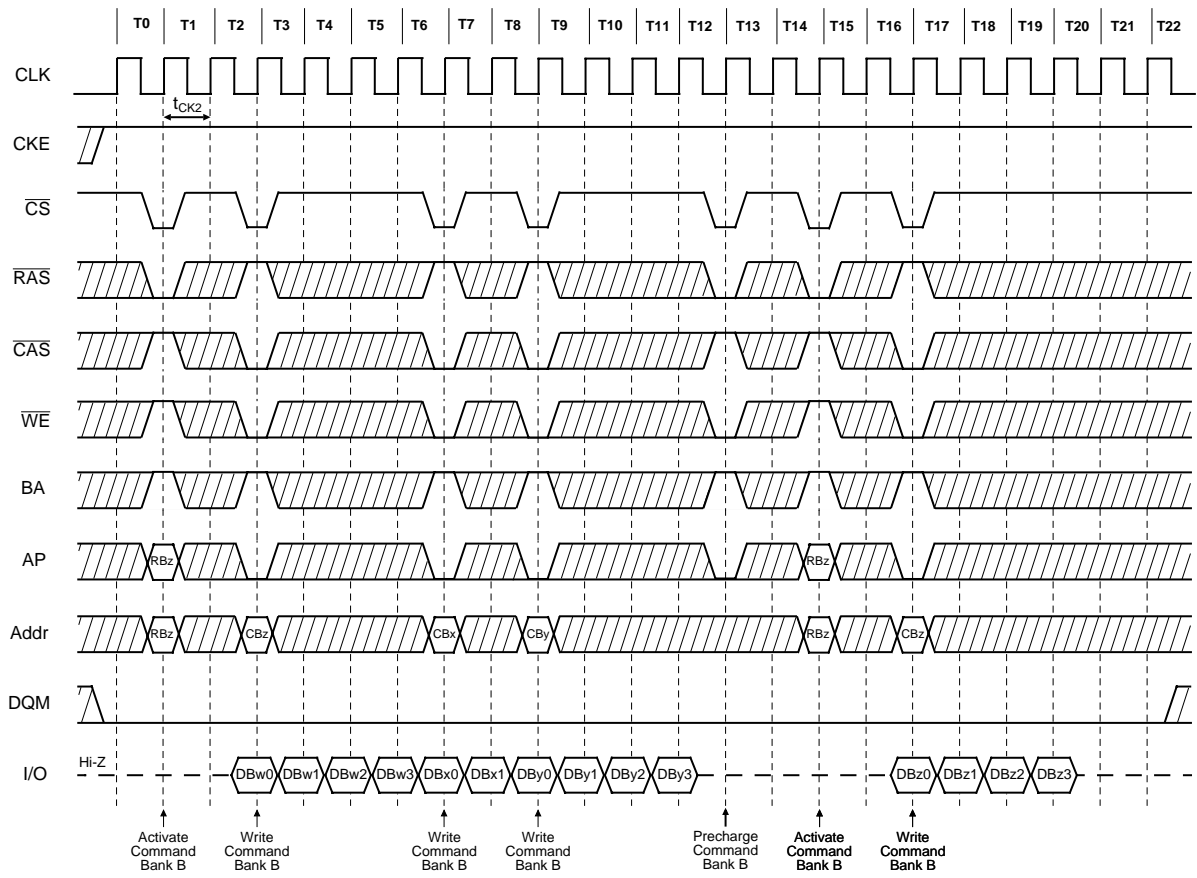 T0 T1 T2 T3 T4 T5 T6 T7 T8 T9 T10 T11 T12 T13 T14 T15 T16 T17 T18 T19 T20 T21 T22
CLK
tCK2
CKE
CS
RAS
CAS
WE
BA
AP
RBz RBz
Addr
RBz CBz CBx CBy RBz CBz
DQM
I/O
Hi-Z
DBw0 DBw1 DBw2 DBw3 DBx0 DBx1 DBy0 DBy1 DBy2 DBy3 DBz0 DBz1 DBz2 DBz3
Activate
Command
Bank B
Write
Command
Bank B
Write
Command
Bank B
Write
Command
Bank B
Precharge
Command
Bank B
Activate
Command
Bank B
Write
Command
Bank B